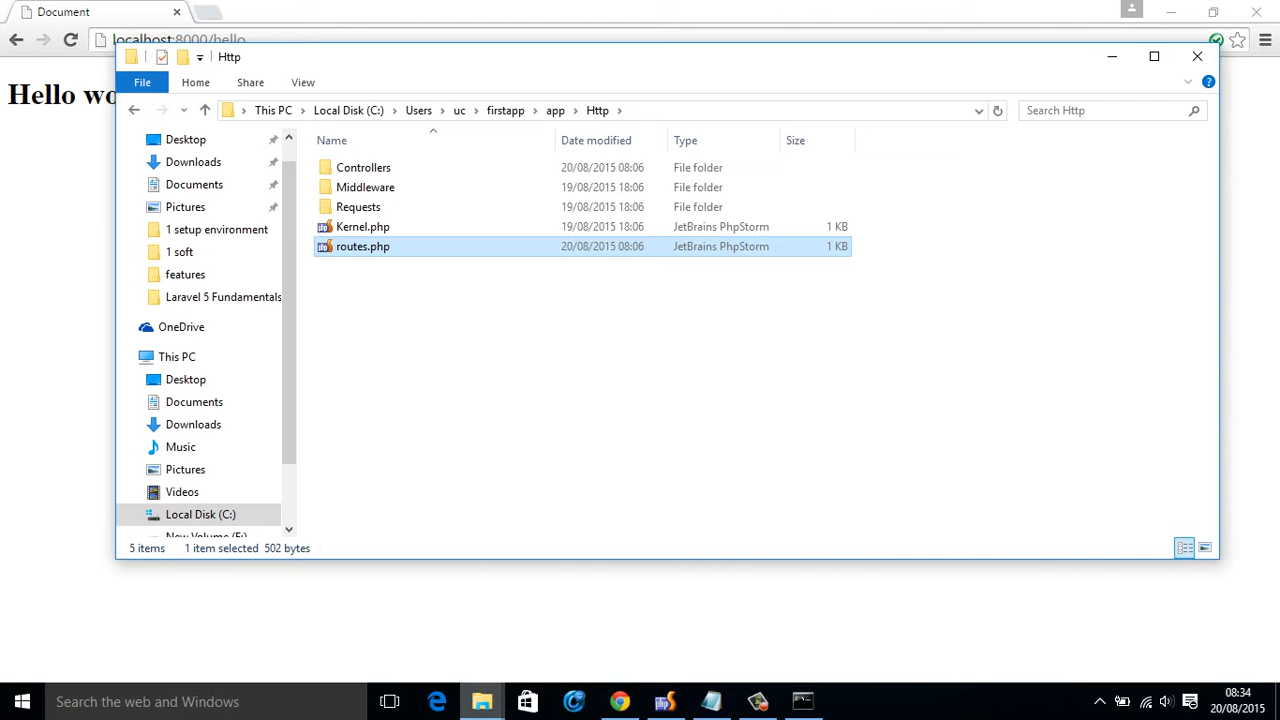 Document
localhost:8000/hello
Http
File Home Share View
This PC Local Disk (C:) Users uc firstapp app Http
Search Http
Name Date modified Type Size
Desktop
Downloads
Documents
Pictures
1 setup environment
1 soft
features
Laravel 5 Fundamentals
OneDrive
This PC
Desktop
Documents
Downloads
Music
Pictures
Videos
Local Disk (C:)
New Volume (E:)
Controllers 20/08/2015 08:06 File folder
Middleware 19/08/2015 18:06 File folder
Requests 19/08/2015 18:06 File folder
Kernel.php 19/08/2015 18:06 JetBrains PhpStorm 1 KB
routes.php 20/08/2015 08:06 JetBrains PhpStorm 1 KB
5 items 1 item selected 502 bytes
Hello wo
Search the web and Windows
08:34
20/08/2015